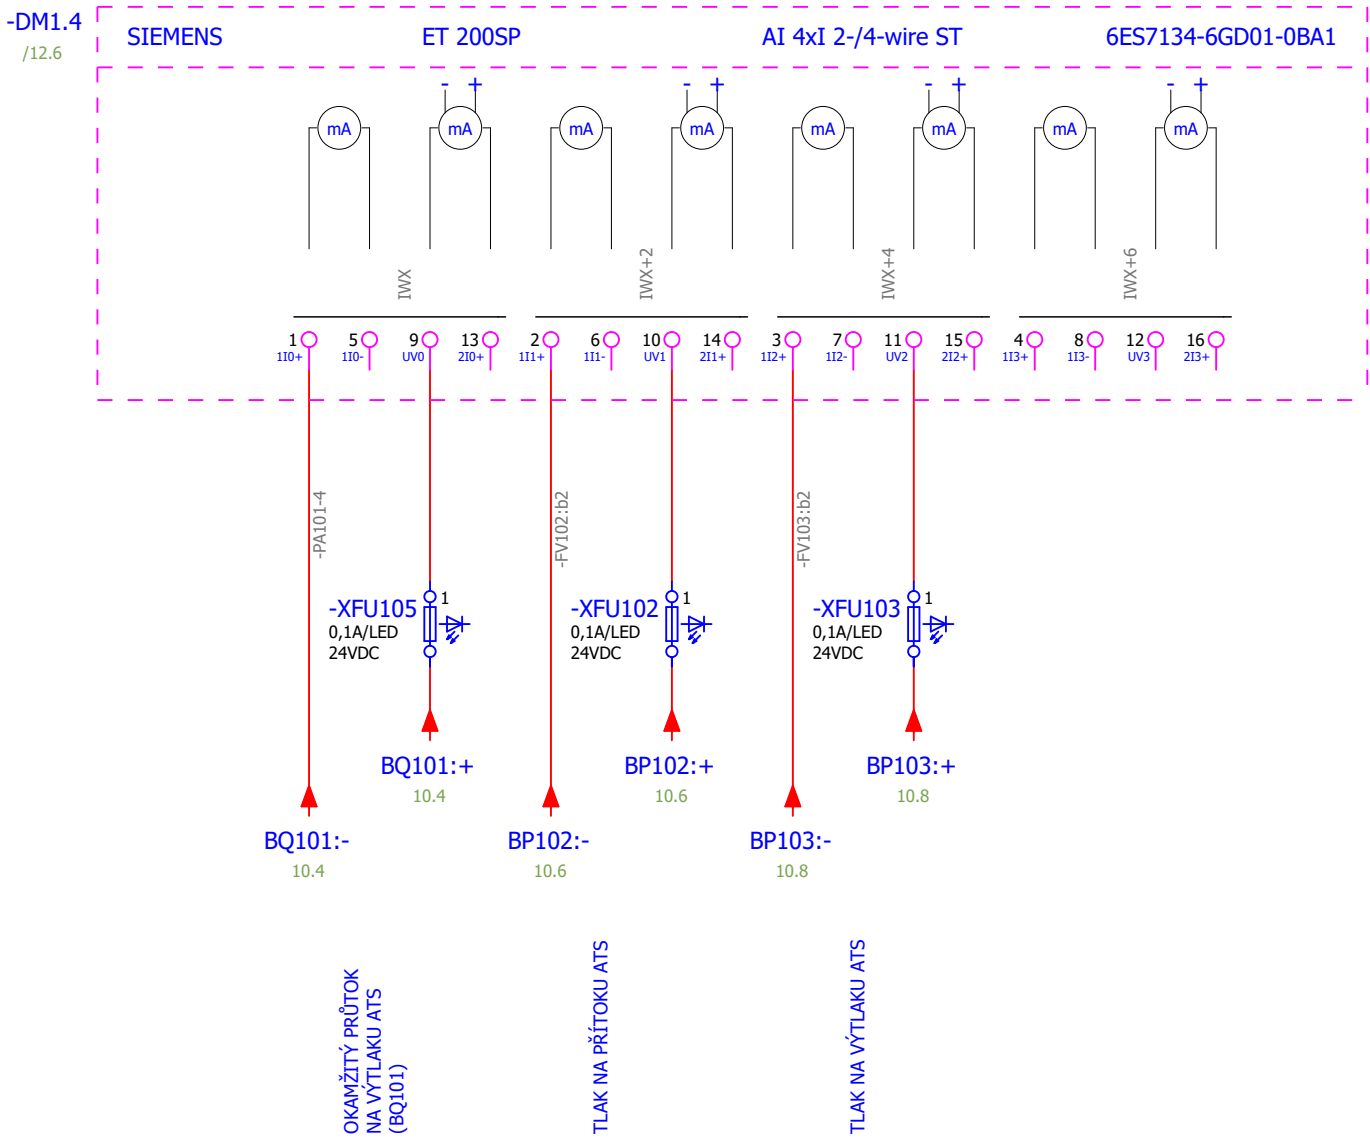 -DM1.4
/12.6
SIEMENS ET 200SP AI 4xI 2-/4-wire ST 6ES7134-6GD01-0BA1
- + - + - + - +
mA mA mA mA mA mA mA mA
IWX IWX+2 IWX+4 IWX+6
1 5 9 13 2 6 10 14 3 7 11 15 4 8 12 16
1I0+ 1I0- UV0 2I0+ 1I1+ 1I1- UV1 2I1+ 1I2+ 1I2- UV2 2I2+ 1I3+ 1I3- UV3 2I3+
-PA101-4 -FV102:b2 -FV103:b2
-XFU105 1
0,1A/LED
24VDC
-XFU102 1
0,1A/LED
24VDC
-XFU103 1
0,1A/LED
24VDC
BQ101:+ BP102:+ BP103:+
10.4 10.6 10.8
BQ101:- BP102:- BP103:-
10.4 10.6 10.8
OKAMŽITÝ PRŮTOK
NA VÝTLAKU ATS
(BQ101)
TLAK NA PŘÍTOKU ATS
TLAK NA VÝTLAKU ATS